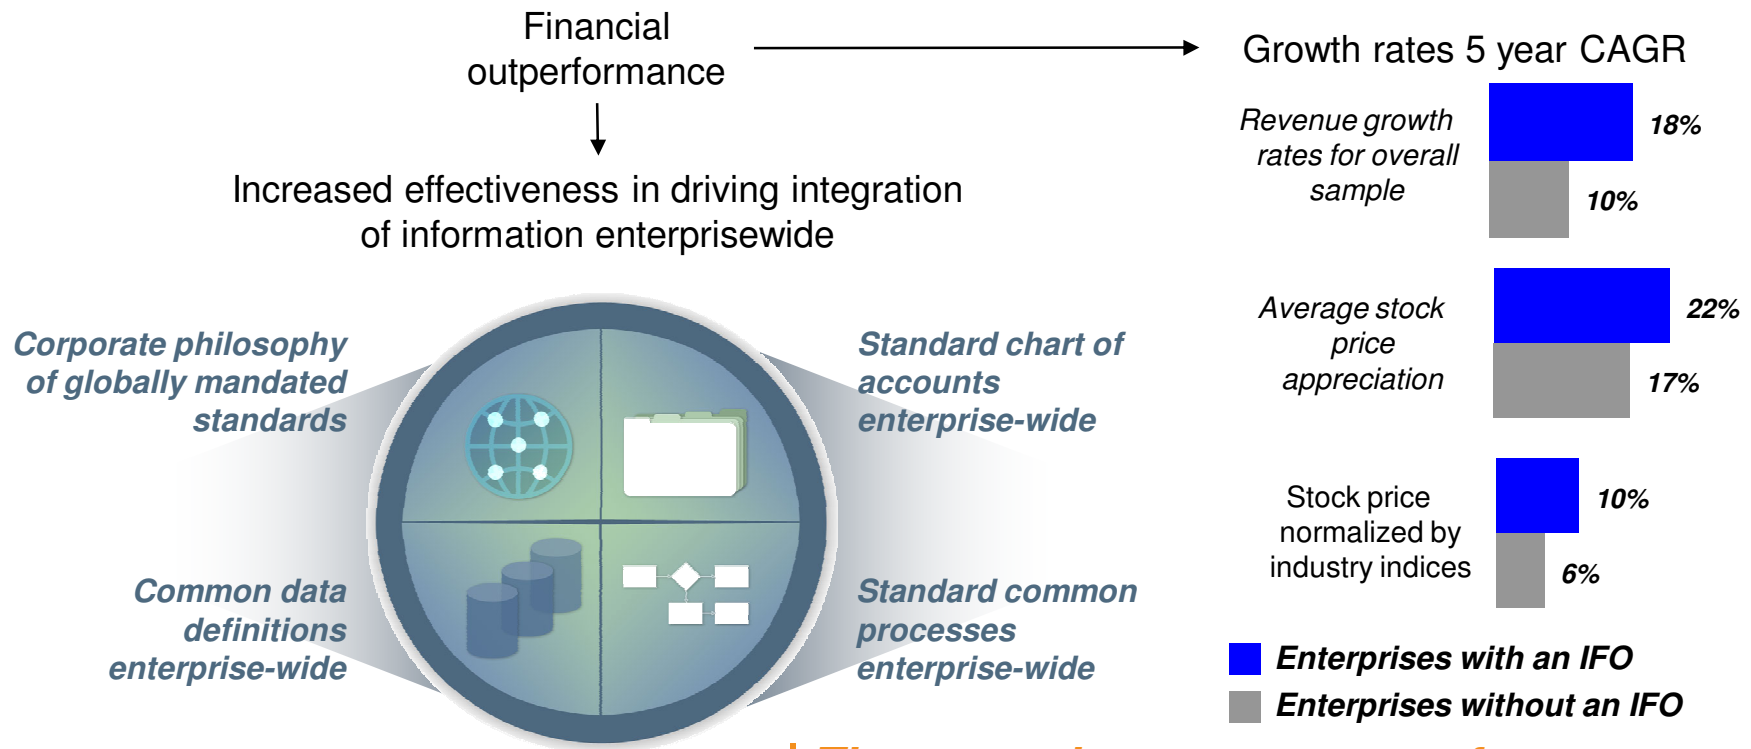 Financial
outperformance
Growth rates 5 year CAGR
Increased effectiveness in driving integration
of information enterprisewide
Corporate philosophy
of globally mandated
standards
Standard chart of
accounts
enterprise-wide
Common data
definitions
enterprise-wide
Standard common
processes
enterprise-wide
Revenue growth
rates for overall
sample
18%
10%
Average stock
price
appreciation
22%
17%
Stock price
normalized by
industry indices
10%
6%
Enterprises with an IFO
Enterprises without an IFO